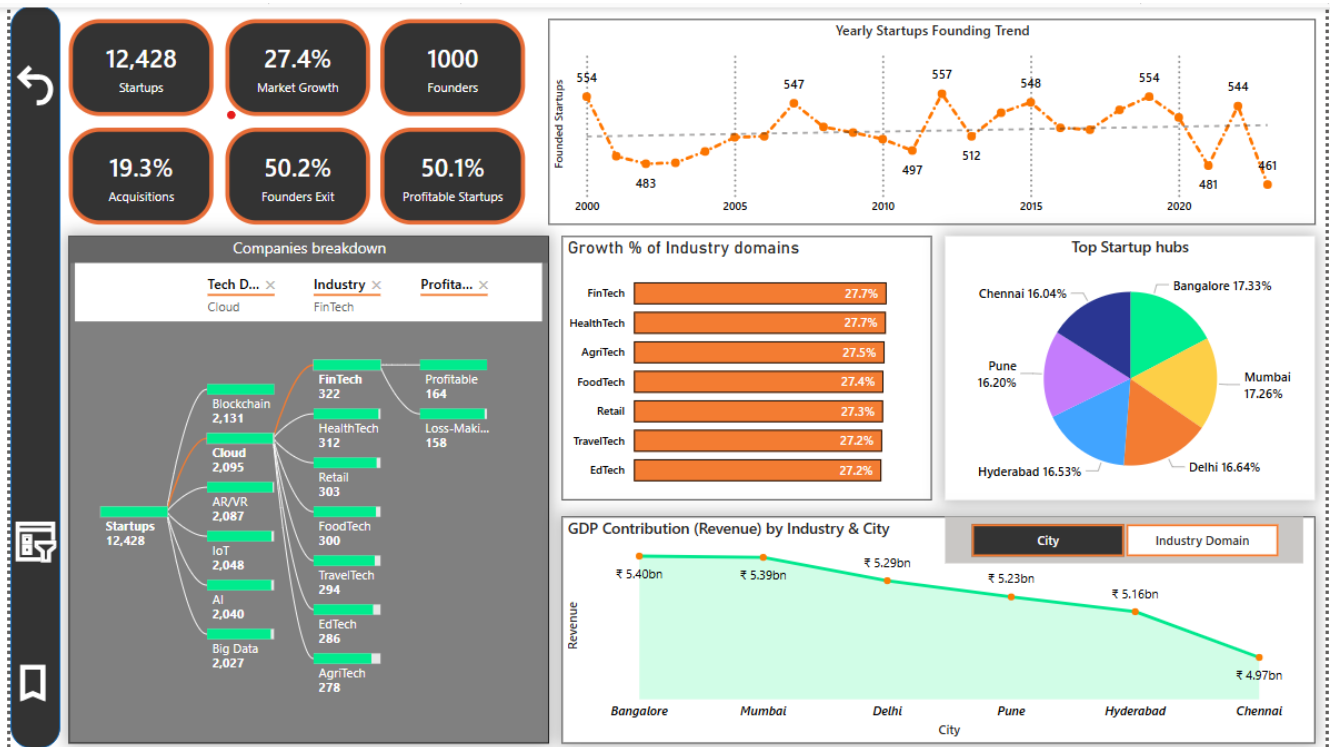 12,428
Startups
27.4%
Market Growth
1000
Founders
19.3%
Acquisitions
50.2%
Founders Exit
50.1%
Profitable Startups
Yearly Startups Founding Trend
Founded Startups
554
483
547
497
557
512
548
554
481
544
461
2000
2005
2010
2015
2020
Companies breakdown
Tech D... ×
Industry ×
Profita... ×
Cloud
FinTech
Startups
12,428
Blockchain
2,131
Cloud
2,095
AR/VR
2,087
IoT
2,048
AI
2,040
Big Data
2,027
FinTech
322
HealthTech
312
Retail
303
FoodTech
300
TravelTech
294
EdTech
286
AgriTech
278
Profitable
164
Loss-Maki...
158
Growth % of Industry domains
FinTech 27.7%
HealthTech 27.7%
AgriTech 27.5%
FoodTech 27.4%
Retail 27.3%
TravelTech 27.2%
EdTech 27.2%
Top Startup hubs
Bangalore 17.33%
Mumbai
17.26%
Delhi 16.64%
Hyderabad 16.53%
Pune
16.20%
Chennai 16.04%
GDP Contribution (Revenue) by Industry & City
City
Industry Domain
Revenue
₹ 5.40bn
₹ 5.39bn
₹ 5.29bn
₹ 5.23bn
₹ 5.16bn
₹ 4.97bn
Bangalore
Mumbai
Delhi
Pune
Hyderabad
Chennai
City